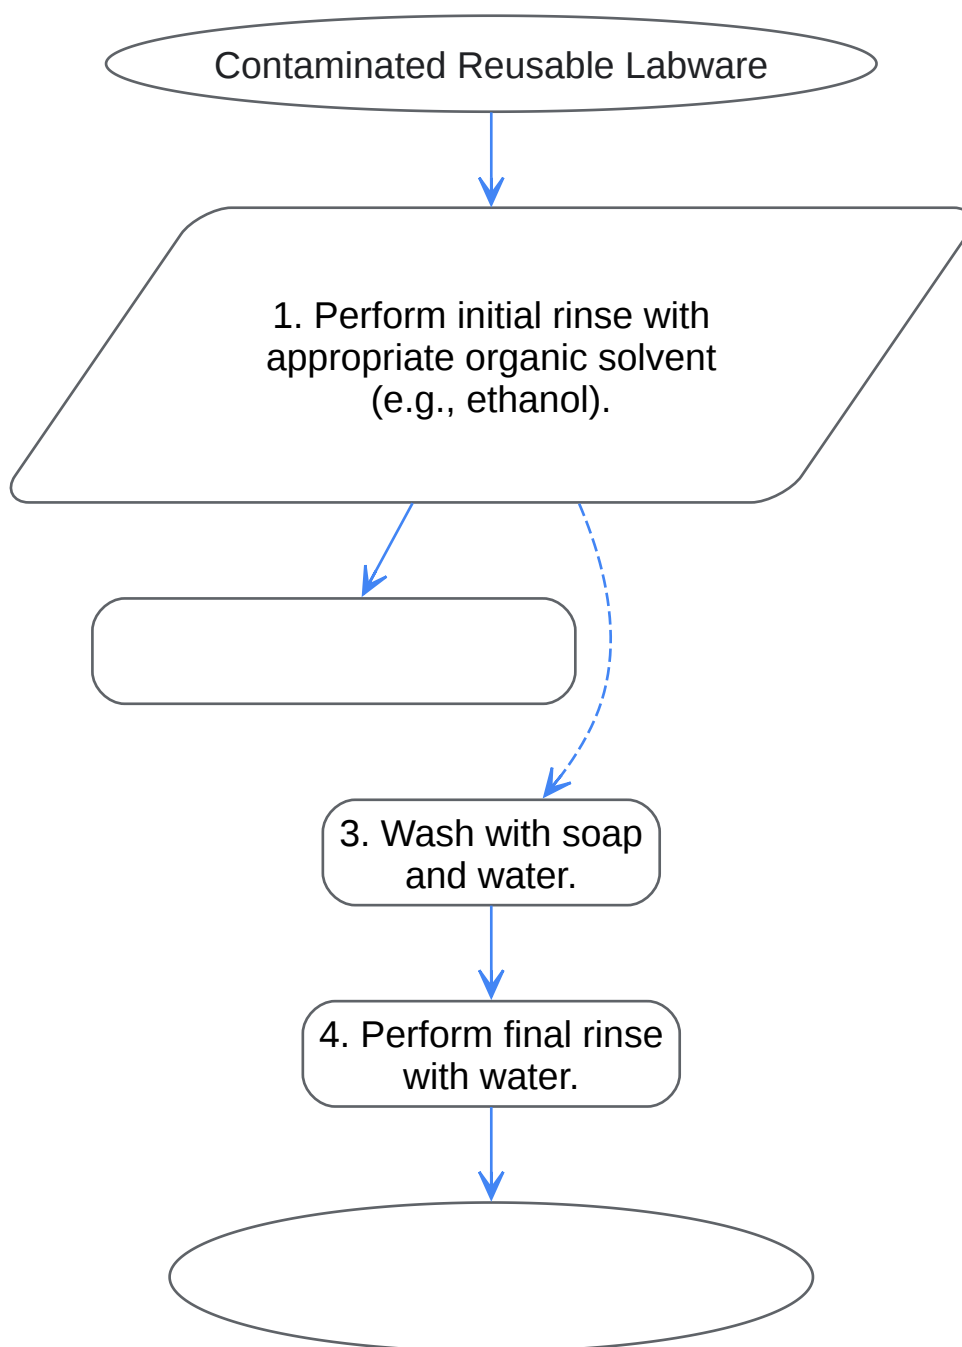 Contaminated Reusable Labware
1. Perform initial rinse with
appropriate organic solvent
(e.g., ethanol).
3. Wash with soap
and water.
4. Perform final rinse
with water.